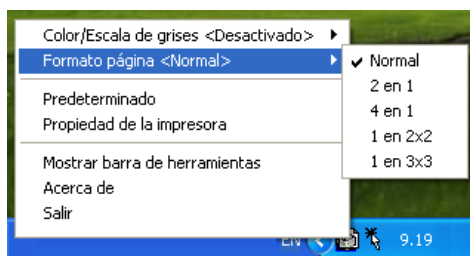 Color/Escala de grises <Desactivado>
Formato página <Normal>
Predeterminado
Propiedad de la impresora
Mostrar barra de herramientas
Acerca de
Salir
Normal
2 en 1
4 en 1
1 en 2x2
1 en 3x3
EN
9.19